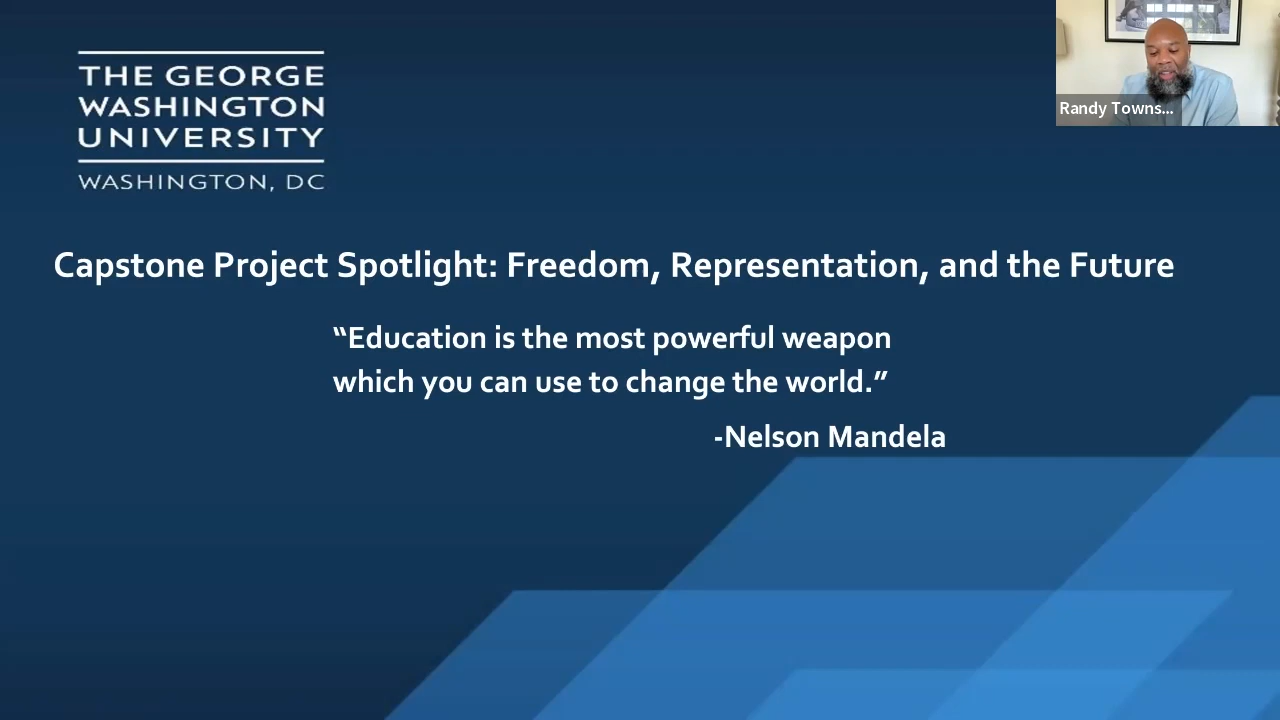 THE GEORGE
WASHINGTON
UNIVERSITY
WASHINGTON, DC
Randy Towns...
Capstone Project Spotlight: Freedom, Representation, and the Future
“Education is the most powerful weapon
which you can use to change the world.”
-Nelson Mandela